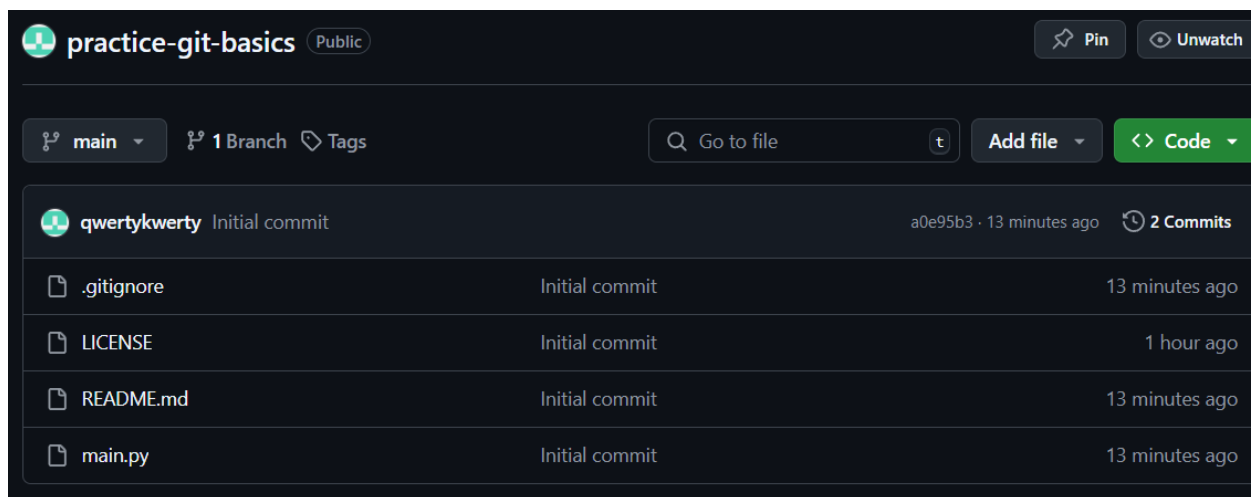 practice-git-basics Public Pin Unwatch
main 1 Branch Tags Go to file t Add file Code
qwertykwerty Initial commit a0e95b3 · 13 minutes ago 2 Commits
.gitignore Initial commit 13 minutes ago
LICENSE Initial commit 1 hour ago
README.md Initial commit 13 minutes ago
main.py Initial commit 13 minutes ago